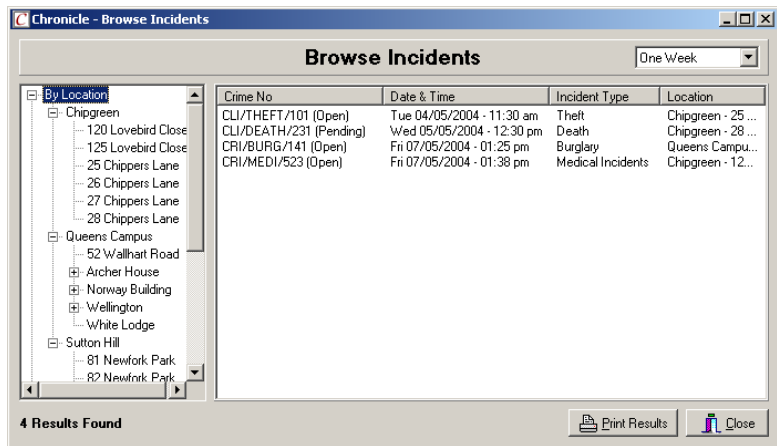 Chronicle - Browse Incidents
Browse Incidents
One Week
By Location
Chipgreen
120 Lovebird Close
125 Lovebird Close
25 Chippers Lane
26 Chippers Lane
27 Chippers Lane
28 Chippers Lane
Queens Campus
52 Wallhart Road
Archer House
Norway Building
Wellington
White Lodge
Sutton Hill
81 Newfork Park
82 Newfork Park
Crime No Date & Time Incident Type Location
CLI/THEFT/101 (Open) Tue 04/05/2004 - 11:30 am Theft Chipgreen - 25 ...
CLI/DEATH/231 (Pending) Wed 05/05/2004 - 12:30 pm Death Chipgreen - 28 ...
CRI/BURG/141 (Open) Fri 07/05/2004 - 01:25 pm Burglary Queens Campu...
CRI/MEDI/523 (Open) Fri 07/05/2004 - 01:38 pm Medical Incidents Chipgreen - 12...
4 Results Found
Print Results
Close